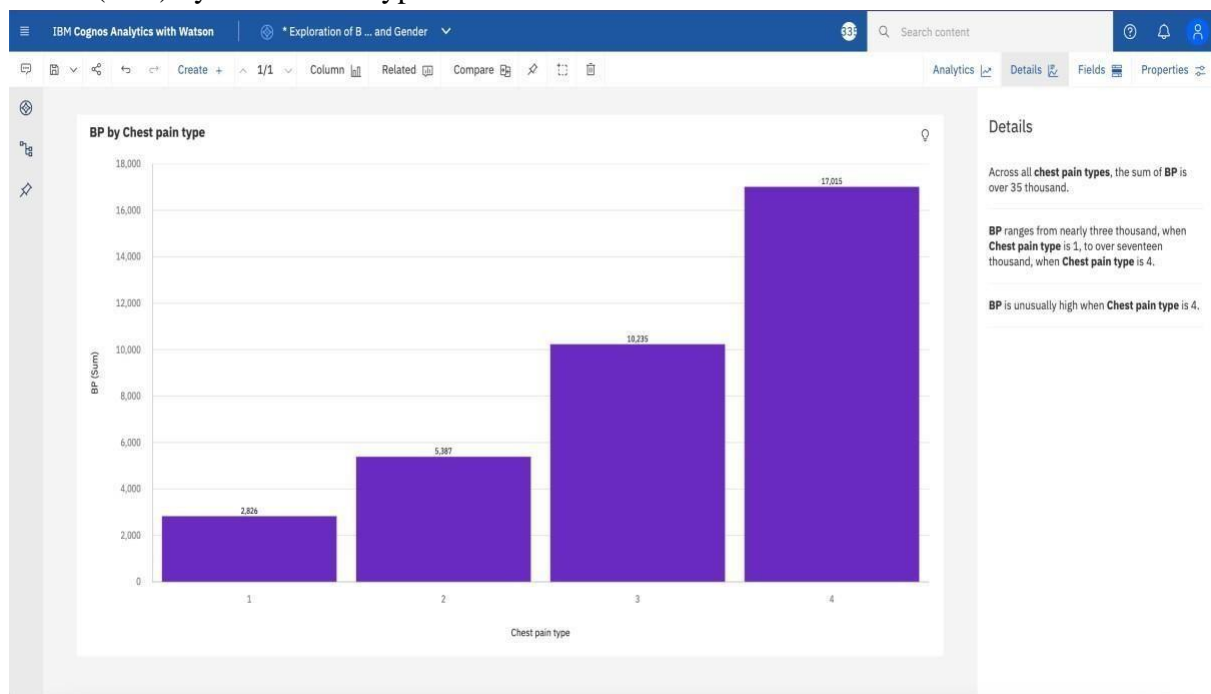 IBM Cognos Analytics with Watson
* Exploration of B ... and Gender
Search content
Create +
1/1
Column
Related
Compare
Analytics
Details
Fields
Properties
BP by Chest pain type
18,000
16,000
14,000
12,000
10,000
8,000
6,000
4,000
2,000
0
BP (Sum)
2,826
5,387
10,235
17,015
1
2
3
4
Chest pain type
Details
Across all chest pain types, the sum of BP is
over 35 thousand.
BP ranges from nearly three thousand, when
Chest pain type is 1, to over seventeen
thousand, when Chest pain type is 4.
BP is unusually high when Chest pain type is 4.